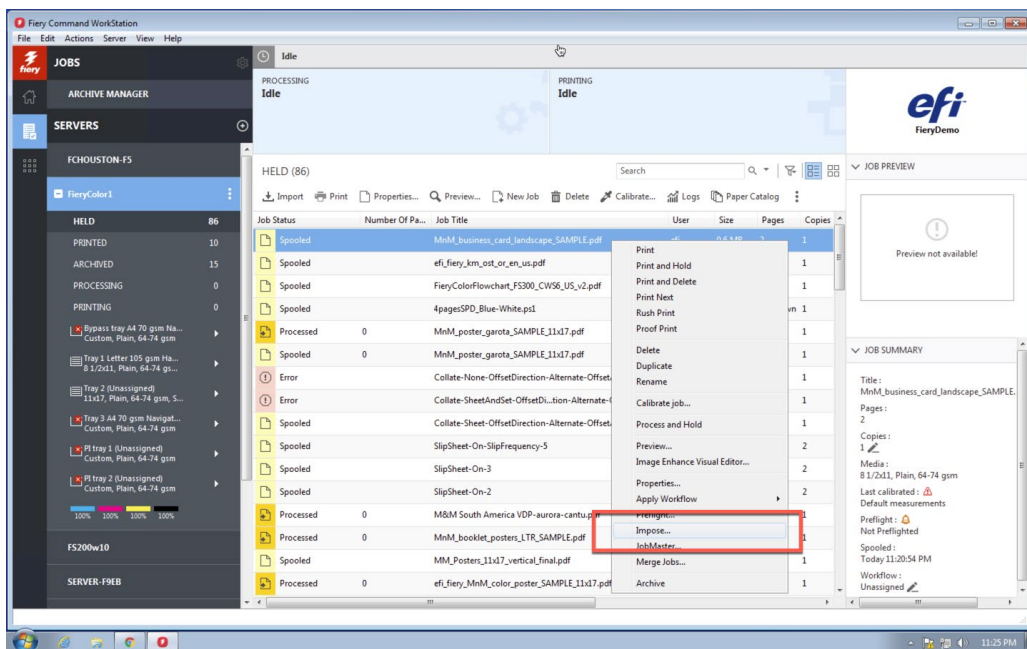 Fiery Command WorkStation
File Edit Actions Server View Help
fiery
JOBS
Idle
ARCHIVE MANAGER
PROCESSING
Idle
PRINTING
Idle
efi
FieryDemo
SERVERS
FCHOUSTON-F5
FieryColor1
HELD 86
PRINTED 10
ARCHIVED 15
PROCESSING 0
PRINTING 0
Bypass tray A4 70 gsm Na...
Custom, Plain, 64-74 gsm
Tray 1 Letter 105 gsm Ha...
8 1/2x11, Plain, 64-74 gs...
Tray 2 (Unassigned)
11x17, Plain, 64-74 gsm, S...
Tray 3 A4 70 gsm Navigat...
Custom, Plain, 64-74 gsm
PI tray 1 (Unassigned)
Custom, Plain, 64-74 gsm
PI tray 2 (Unassigned)
Custom, Plain, 64-74 gsm
100% 100% 100% 100%
FS200w10
SERVER-F9EB
HELD (86)
Search
Import Print Properties... Preview... New Job Delete Calibrate... Logs Paper Catalog
Job Status Number Of Pa... Job Title User Size Pages Copies
Spooled MnM_business_card_landscape_SAMPLE.pdf efi 0.6 MB 2 1
Spooled efi_fiery_km_ost_or_en_us.pdf 1
Spooled FieryColorFlowchart_FS300_CWS6_US_v2.pdf 1
Spooled 4pagesSPD_Blue-White.ps1 wn 1
Processed 0 MnM_poster_garota_SAMPLE_11x17.pdf 1
Spooled 0 MnM_poster_garota_SAMPLE_11x17.pdf 1
Error Collate-None-OffsetDirection-Alternate-Offset 1
Error Collate-SheetAndSet-OffsetDi...tion-Alternate- 1
Spooled Collate-Sheet-OffsetDirection-Alternate-Offset 1
Spooled SlipSheet-On-SlipFrequency-5 2
Spooled SlipSheet-On-3 2
Spooled SlipSheet-On-2 2
Processed 0 M&M South America VDP-aurora-cantu.pdf 1
Processed 0 MnM_booklet_posters_LTR_SAMPLE.pdf 1
Spooled MM_Posters_11x17_vertical_final.pdf 1
Processed 0 efi_fiery_MnM_color_poster_SAMPLE_11x17.pdf 1
Print
Print and Hold
Print and Delete
Print Next
Rush Print
Proof Print
Delete
Duplicate
Rename
Calibrate job...
Process and Hold
Preview...
Image Enhance Visual Editor...
Properties...
Apply Workflow
Preflight...
Impose...
JobMaster...
Merge Jobs...
Archive
JOB PREVIEW
Preview not available!
JOB SUMMARY
Title :
MnM_business_card_landscape_SAMPLE.
Pages :
2
Copies :
1
Media :
8 1/2x11, Plain, 64-74 gsm
Last calibrated :
Default measurements
Preflight :
Not Preflighted
Spooled :
Today 11:20:54 PM
Workflow :
Unassigned
11:25 PM